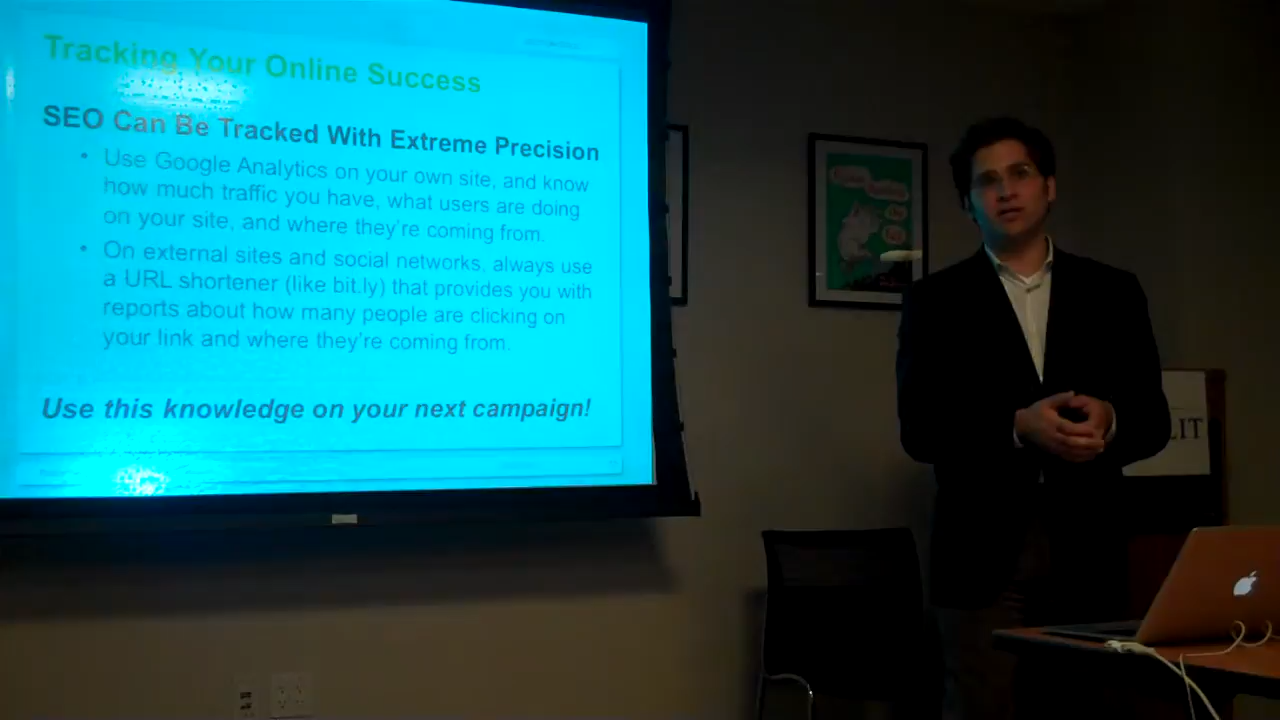 Tracking Your Online Success
SEO Can Be Tracked With Extreme Precision
• Use Google Analytics on your own site, and know
how much traffic you have, what users are doing
on your site, and where they're coming from.
• On external sites and social networks, always use
a URL shortener (like bit.ly) that provides you with
reports about how many people are clicking on
your link and where they're coming from.
Use this knowledge on your next campaign!
LIT